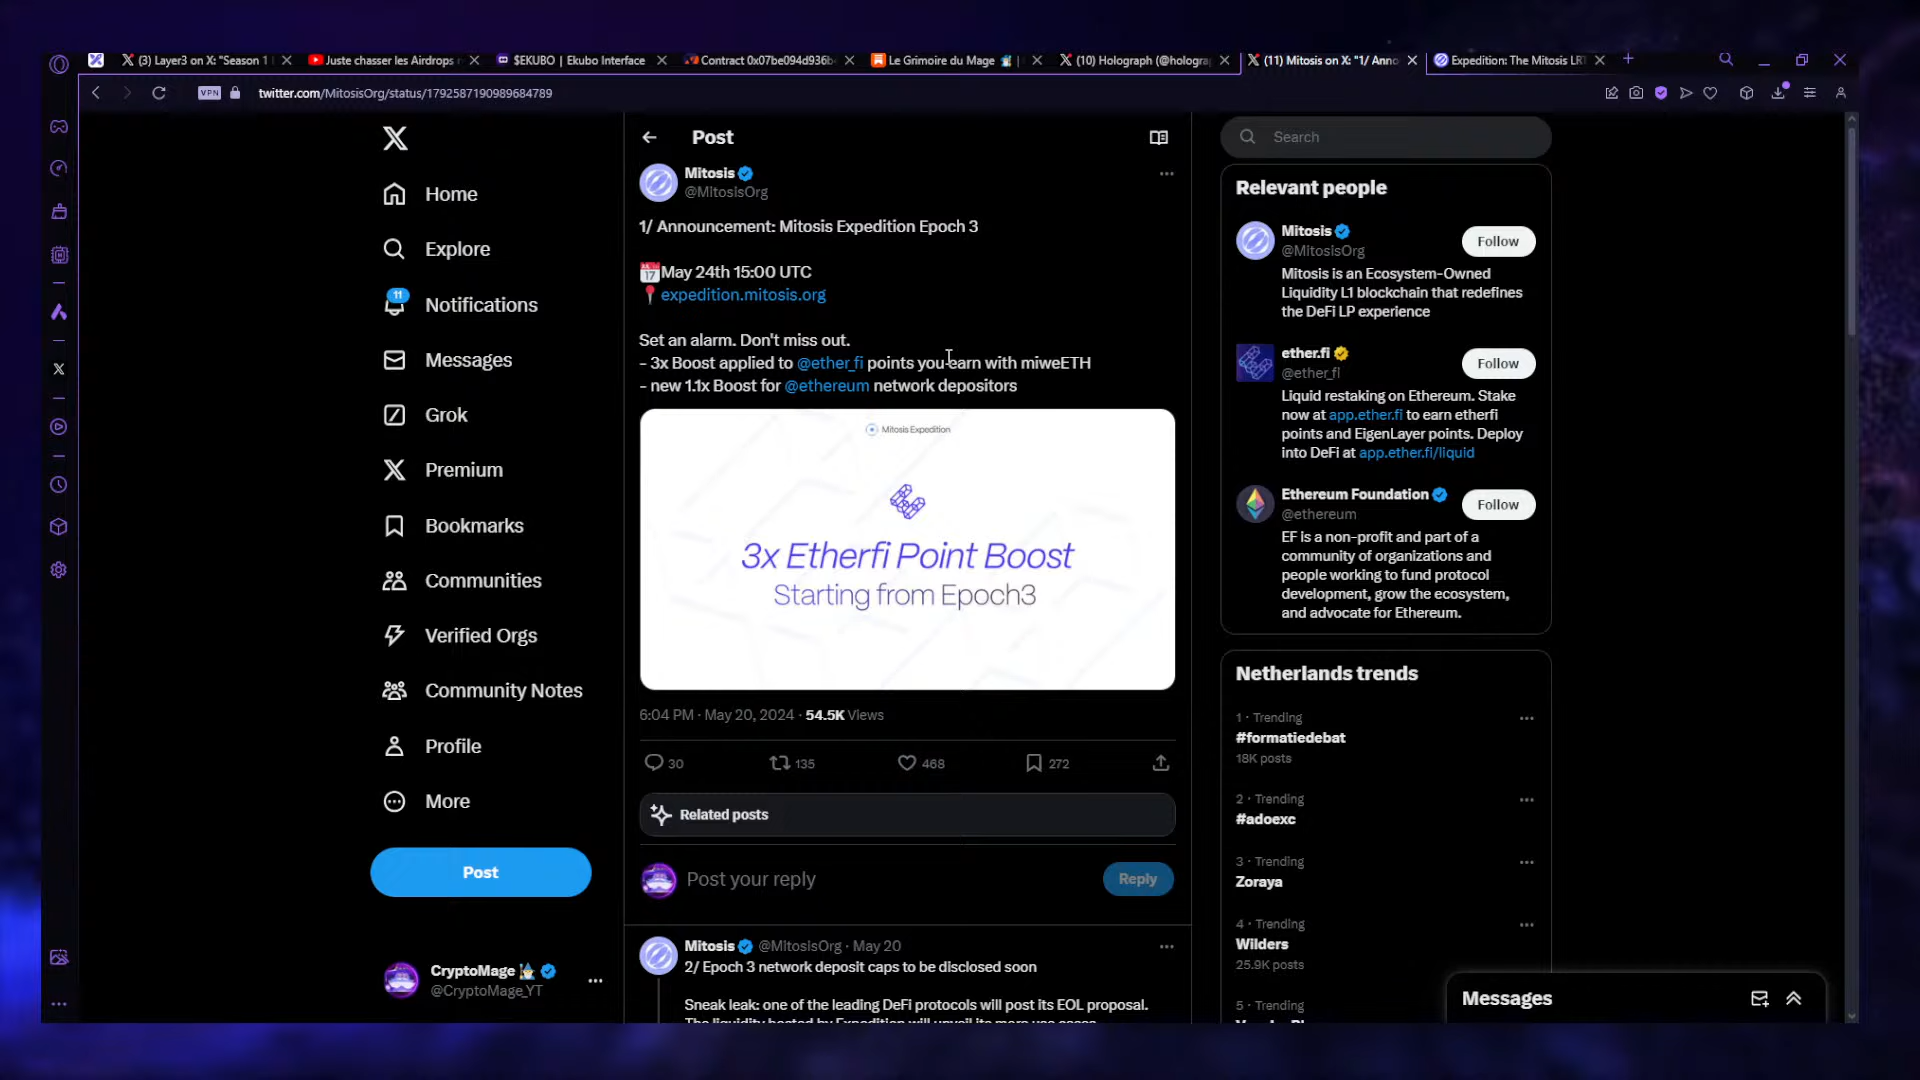 (3) Layer3 on X: "Season 1
Juste chasser les Airdrops
$EKUBO | Ekubo Interface
Contract 0x07be094d936b
Le Grimoire du Mage
(10) Holograph (@hologra
(11) Mitosis on X: "1/ Anno
Expedition: The Mitosis LRT
VPN
twitter.com/MitosisOrg/status/1792587190989684789
Post
Search
Home
Explore
11
Notifications
Messages
Grok
Premium
Bookmarks
Communities
Verified Orgs
Community Notes
Profile
More
Post
CryptoMage
@CryptoMage_YT
Mitosis
@MitosisOrg
1/ Announcement: Mitosis Expedition Epoch 3
May 24th 15:00 UTC
expedition.mitosis.org
Set an alarm. Don't miss out.
- 3x Boost applied to @ether_fi points you earn with miweETH
- new 1.1x Boost for @ethereum network depositors
Mitosis Expedition
3x Etherfi Point Boost
Starting from Epoch3
6:04 PM · May 20, 2024 · 54.5K Views
30
135
468
272
Related posts
Post your reply
Reply
Mitosis @MitosisOrg · May 20
2/ Epoch 3 network deposit caps to be disclosed soon
Sneak leak: one of the leading DeFi protocols will post its EOL proposal.
Relevant people
Mitosis
@MitosisOrg
Follow
Mitosis is an Ecosystem-Owned
Liquidity L1 blockchain that redefines
the DeFi LP experience
ether.fi
@ether_fi
Follow
Liquid restaking on Ethereum. Stake
now at app.ether.fi to earn etherfi
points and EigenLayer points. Deploy
into DeFi at app.ether.fi/liquid
Ethereum Foundation
@ethereum
Follow
EF is a non-profit and part of a
community of organizations and
people working to fund protocol
development, grow the ecosystem,
and advocate for Ethereum.
Netherlands trends
1 · Trending
#formatiedebat
18K posts
2 · Trending
#adoexc
3 · Trending
Zoraya
4 · Trending
Wilders
25.9K posts
5 · Trending
Messages